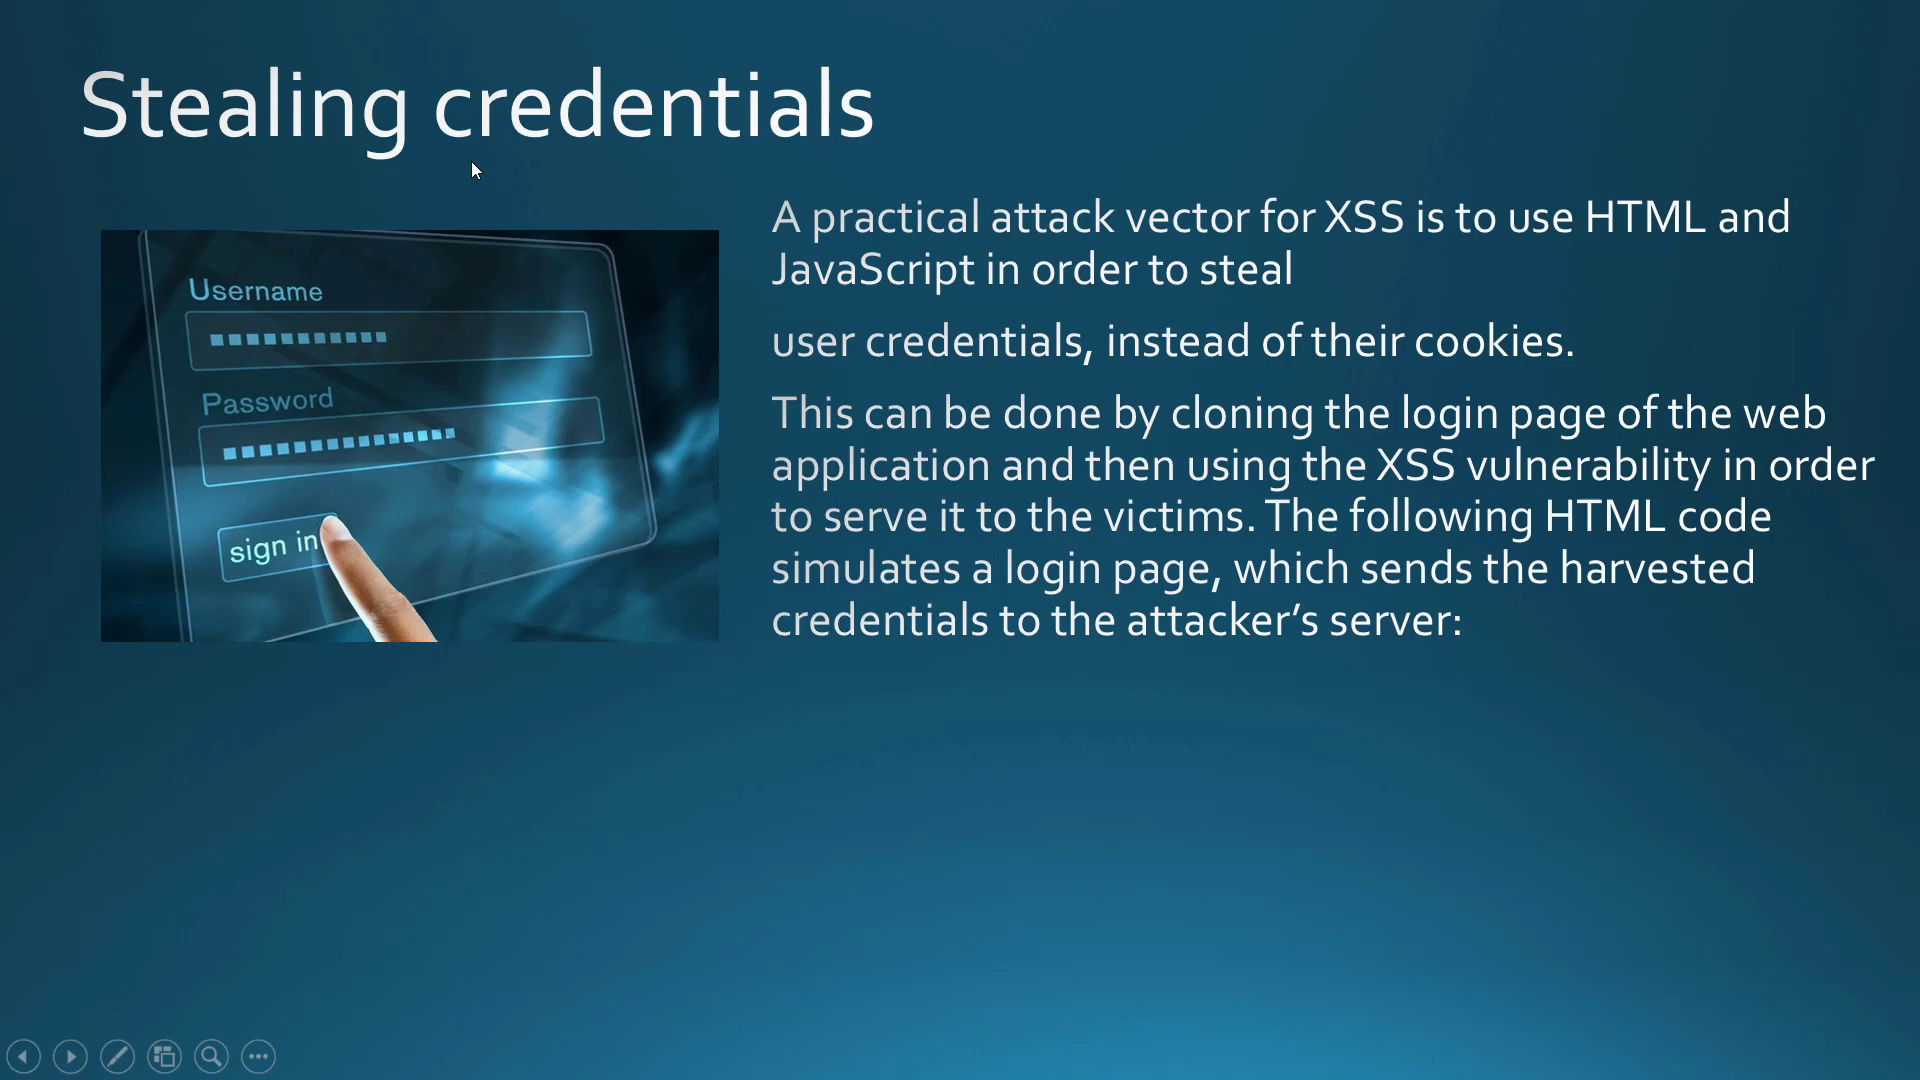 Stealing credentials
Username
Password
sign in
A practical attack vector for XSS is to use HTML and
JavaScript in order to steal
user credentials, instead of their cookies.
This can be done by cloning the login page of the web
application and then using the XSS vulnerability in order
to serve it to the victims. The following HTML code
simulates a login page, which sends the harvested
credentials to the attacker’s server: